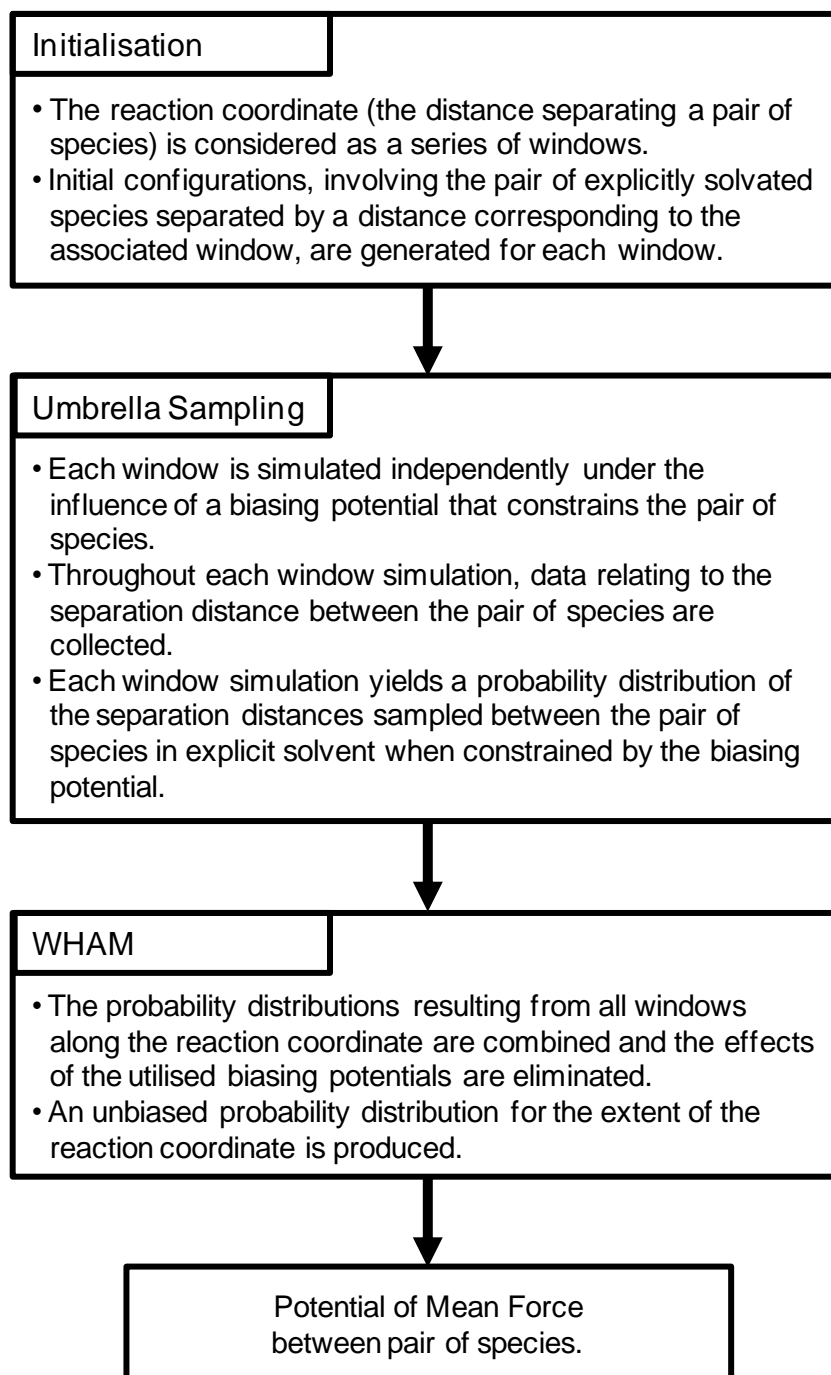 Initialisation
• The reaction coordinate (the distance separating a pair of
species) is considered as a series of windows.
• Initial configurations, involving the pair of explicitly solvated
species separated by a distance corresponding to the
associated window, are generated for each window.
Umbrella Sampling
• Each window is simulated independently under the
influence of a biasing potential that constrains the pair of
species.
• Throughout each window simulation, data relating to the
separation distance between the pair of species are
collected.
• Each window simulation yields a probability distribution of
the separation distances sampled between the pair of
species in explicit solvent when constrained by the biasing
potential.
WHAM
• The probability distributions resulting from all windows
along the reaction coordinate are combined and the effects
of the utilised biasing potentials are eliminated.
• An unbiased probability distribution for the extent of the
reaction coordinate is produced.
Potential of Mean Force
between pair of species.